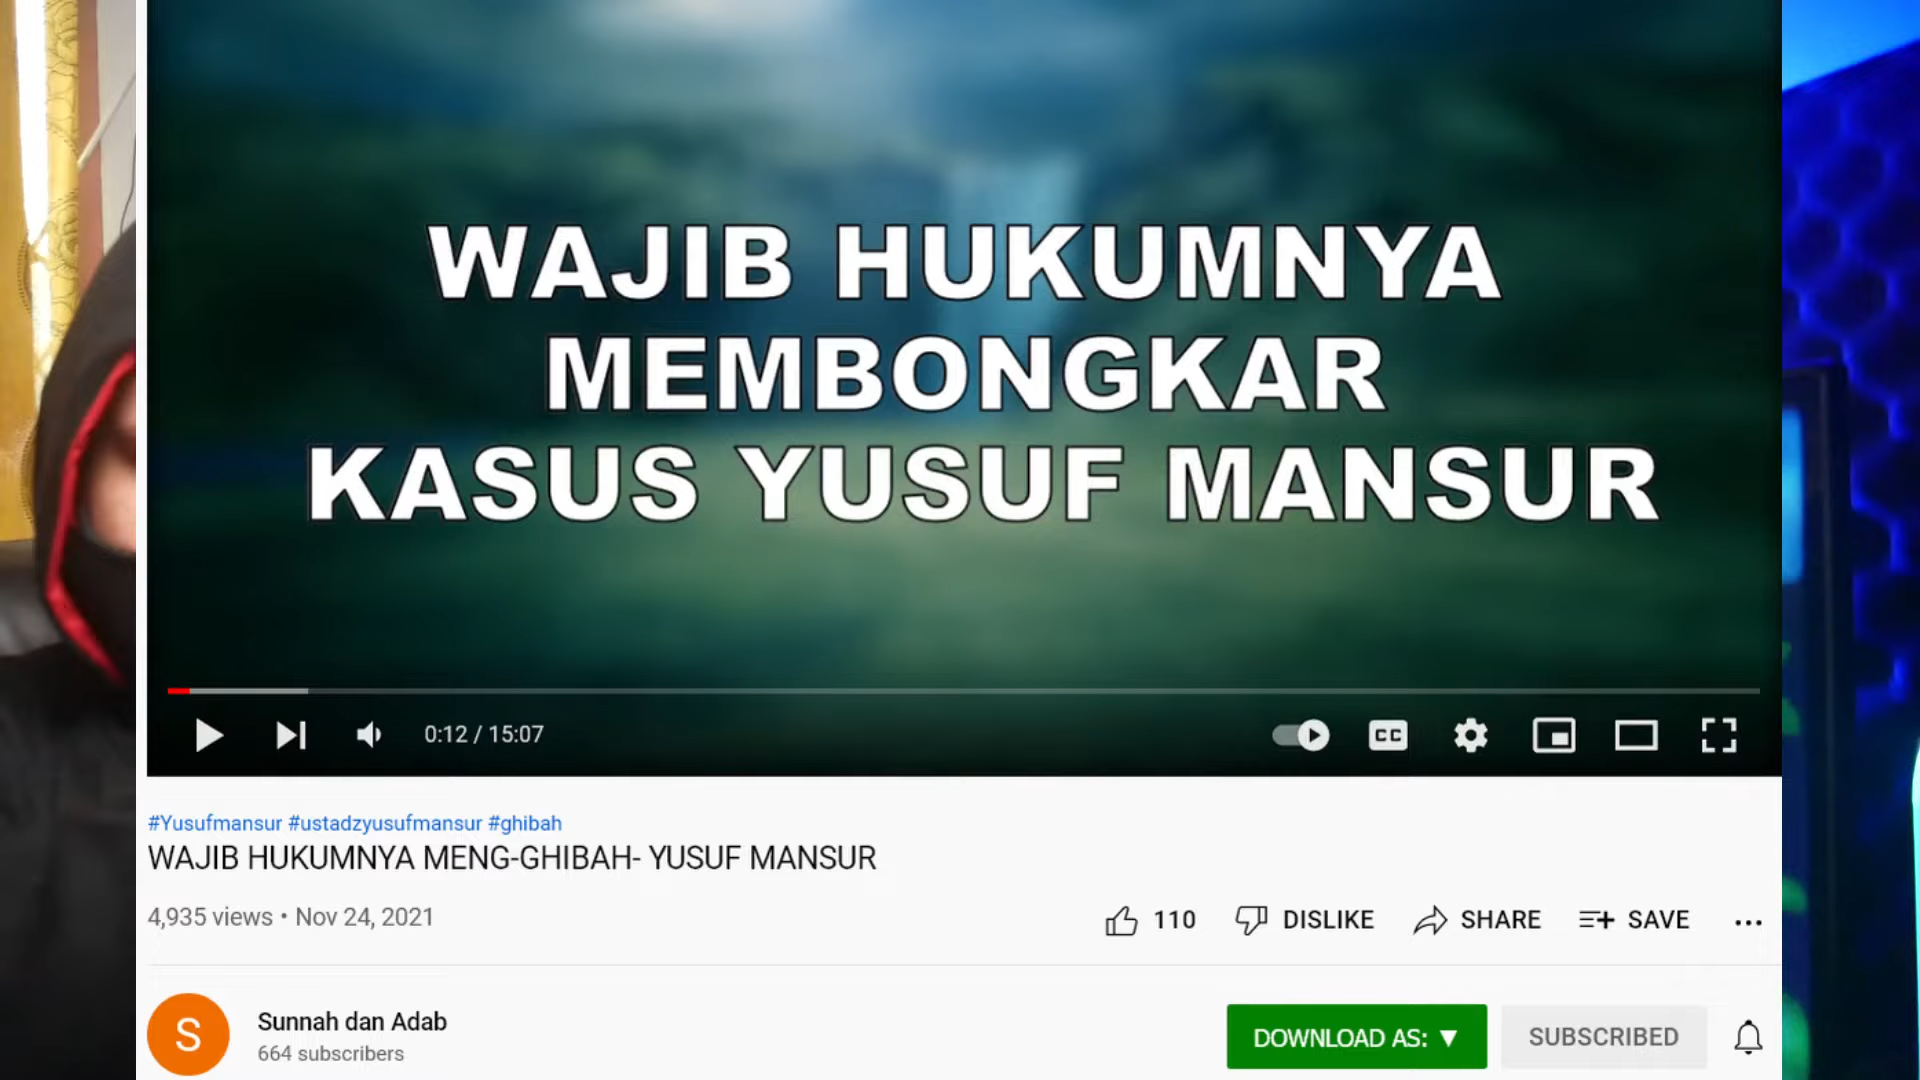 WAJIB HUKUMNYA
MEMBONGKAR
KASUS YUSUF MANSUR
0:12 / 15:07
CC
#Yusufmansur #ustadzyusufmansur #ghibah
WAJIB HUKUMNYA MENG-GHIBAH- YUSUF MANSUR
4,935 views • Nov 24, 2021
110 DISLIKE SHARE SAVE
S
Sunnah dan Adab
664 subscribers
DOWNLOAD AS: ▼ SUBSCRIBED